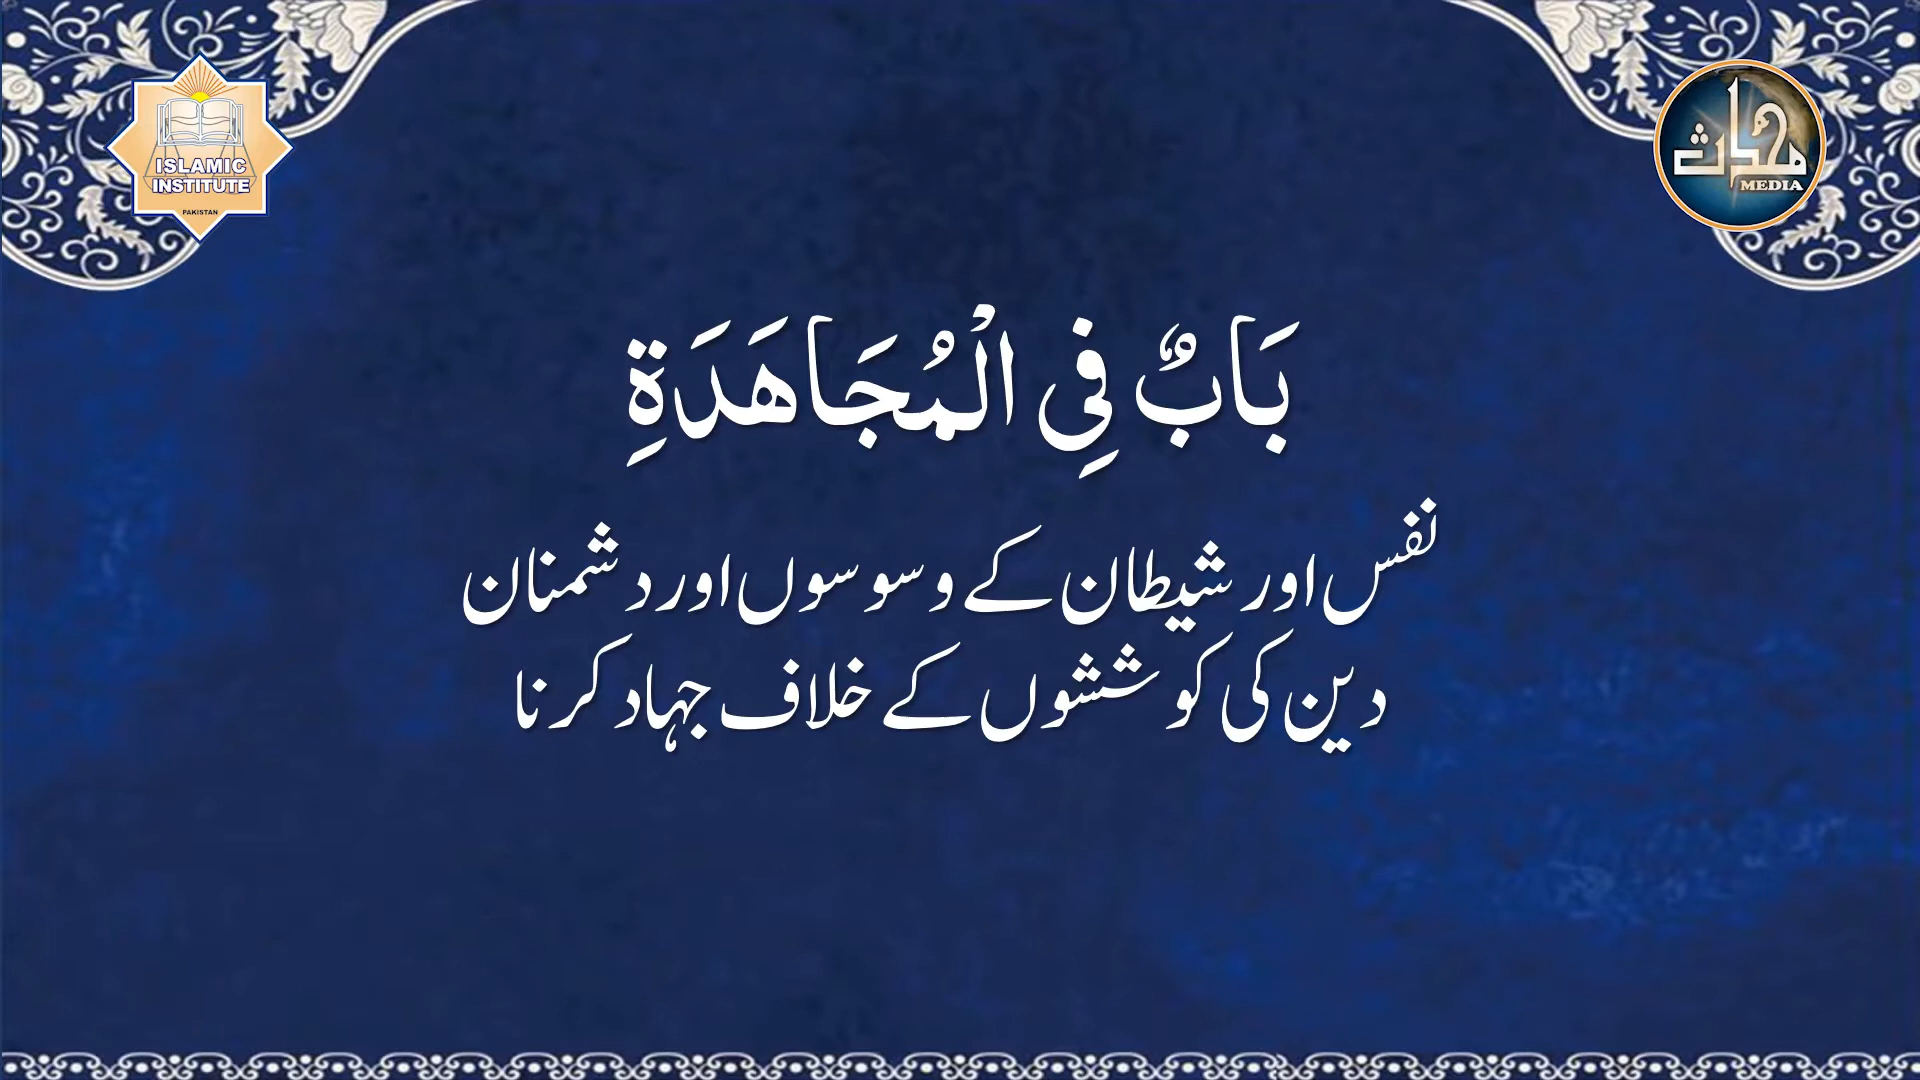 ISLAMIC
INSTITUTE
PAKISTAN
محدث
MEDIA
بَابٌ فِی الْمُجَاهَدَةِ
نفس اور شیطان کے وسوسوں اور دشمنان
دین کی کوششوں کے خلاف جہاد کرنا